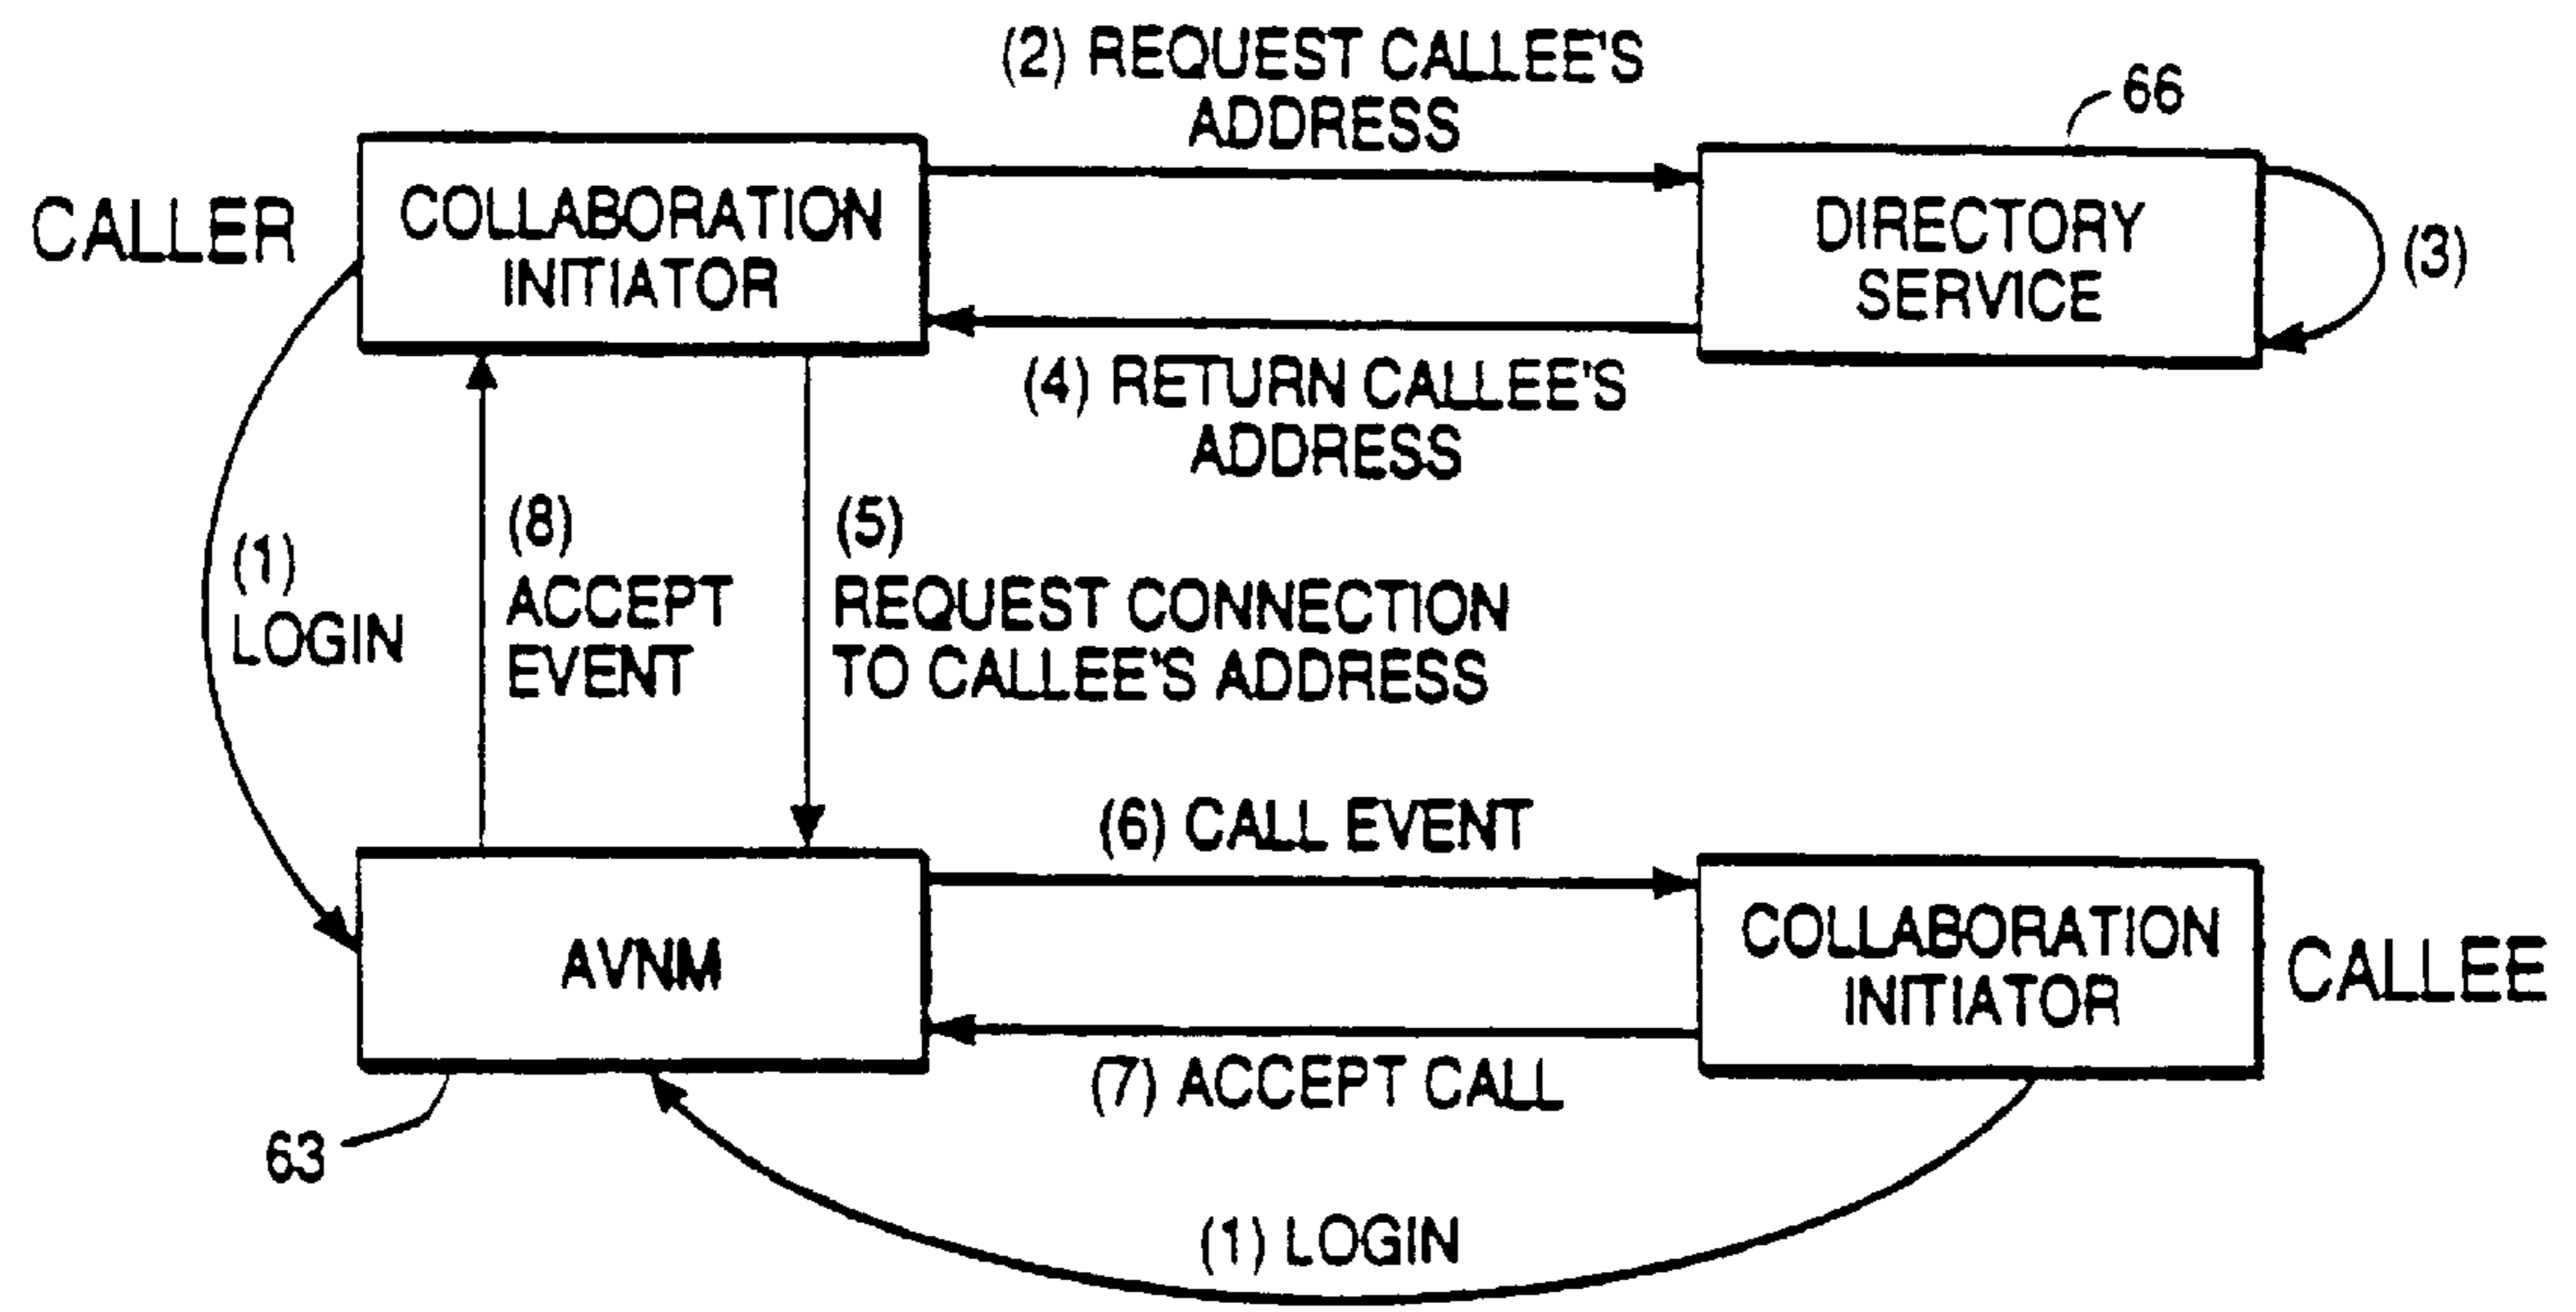 (2) REQUEST CALLEE'S
ADDRESS
66
CALLER
COLLABORATION
INITIATOR
DIRECTORY
SERVICE
(3)
(4) RETURN CALLEE'S
ADDRESS
(1)
LOGIN
(8)
ACCEPT
EVENT
(5)
REQUEST CONNECTION
TO CALLEE'S ADDRESS
(6) CALL EVENT
AVNM
COLLABORATION
INITIATOR
CALLEE
(7) ACCEPT CALL
63
(1) LOGIN